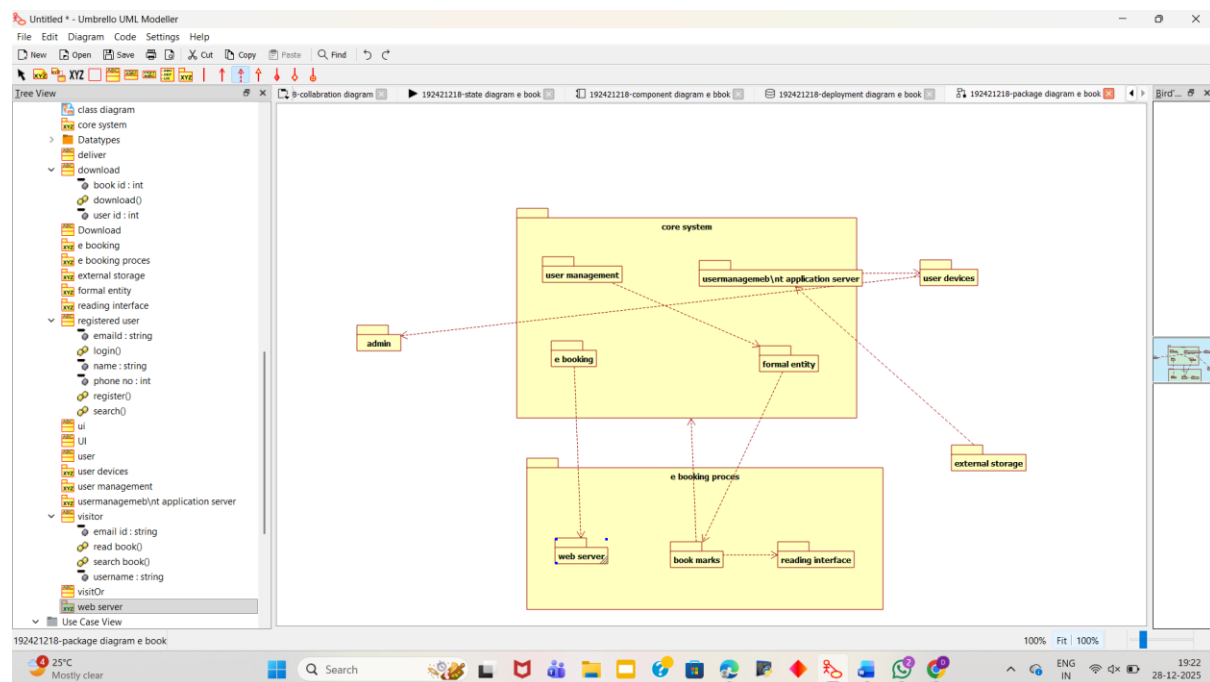 Untitled * - Umbrello UML Modeller
File Edit Diagram Code Settings Help
New Open Save Cut Copy Paste Find
XYZ
Tree View
8-collabration diagram 192421218-state diagram e book 192421218-component diagram e bbok 192421218-deployment diagram e book 192421218-package diagram e book
Bird'...
class diagram
core system
Datatypes
deliver
download
book id : int
download()
user id : int
Download
e booking
e booking proces
external storage
formal entity
reading interface
registered user
emaild : string
login()
name : string
phone no : int
register()
search()
ui
UI
user
user devices
user management
usermanagemeb\nt application server
visitor
email id : string
read book()
search book()
username : string
visitOr
web server
Use Case View
core system
user management
usermanagemeb\nt application server
user devices
admin
e booking
formal entity
external storage
e booking proces
web server
book marks
reading interface
192421218-package diagram e book
100% Fit 100%
4
25°C
Mostly clear
Search
2
ENG
IN
19:22
28-12-2025